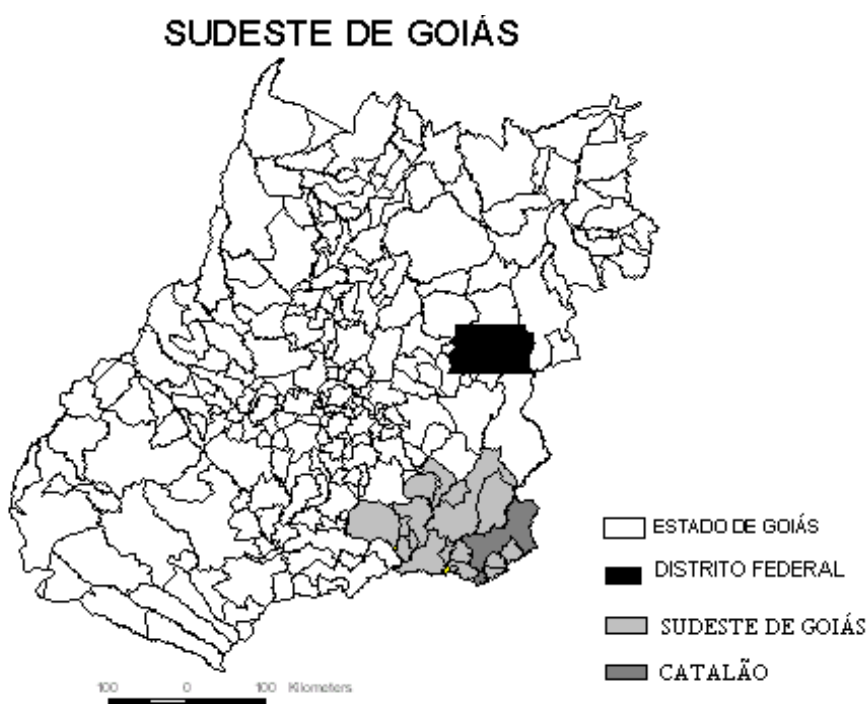 SUDESTE DE GOIÁS
ESTADO DE GOIÁS
DISTRITO FEDERAL
SUDESTE DE GOIÁS
CATALÃO
100 0 100 Kilometers